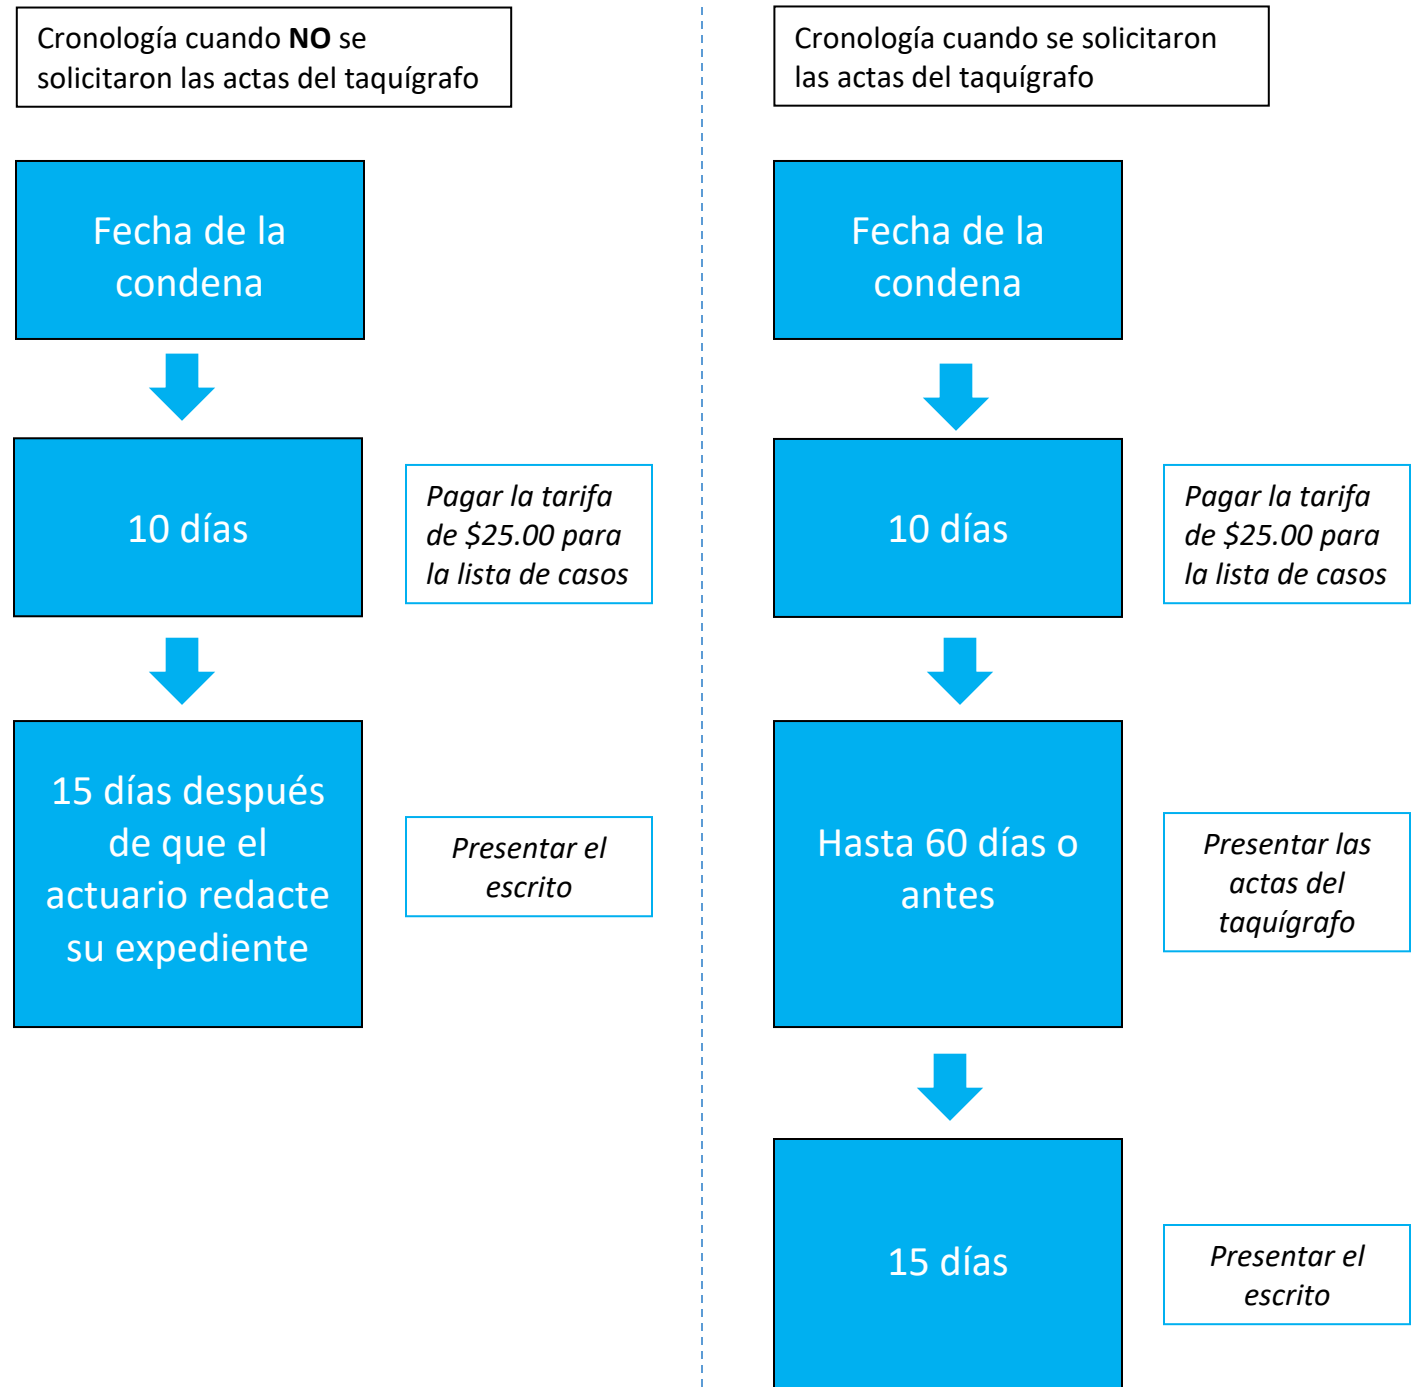 Cronología cuando NO se
solicitaron las actas del taquígrafo
Fecha de la
condena
10 días
Pagar la tarifa
de $25.00 para
la lista de casos
15 días después
de que el
actuario redacte
su expediente
Presentar el
escrito
Cronología cuando se solicitaron
las actas del taquígrafo
Fecha de la
condena
10 días
Pagar la tarifa
de $25.00 para
la lista de casos
Hasta 60 días o
antes
Presentar las
actas del
taquígrafo
15 días
Presentar el
escrito